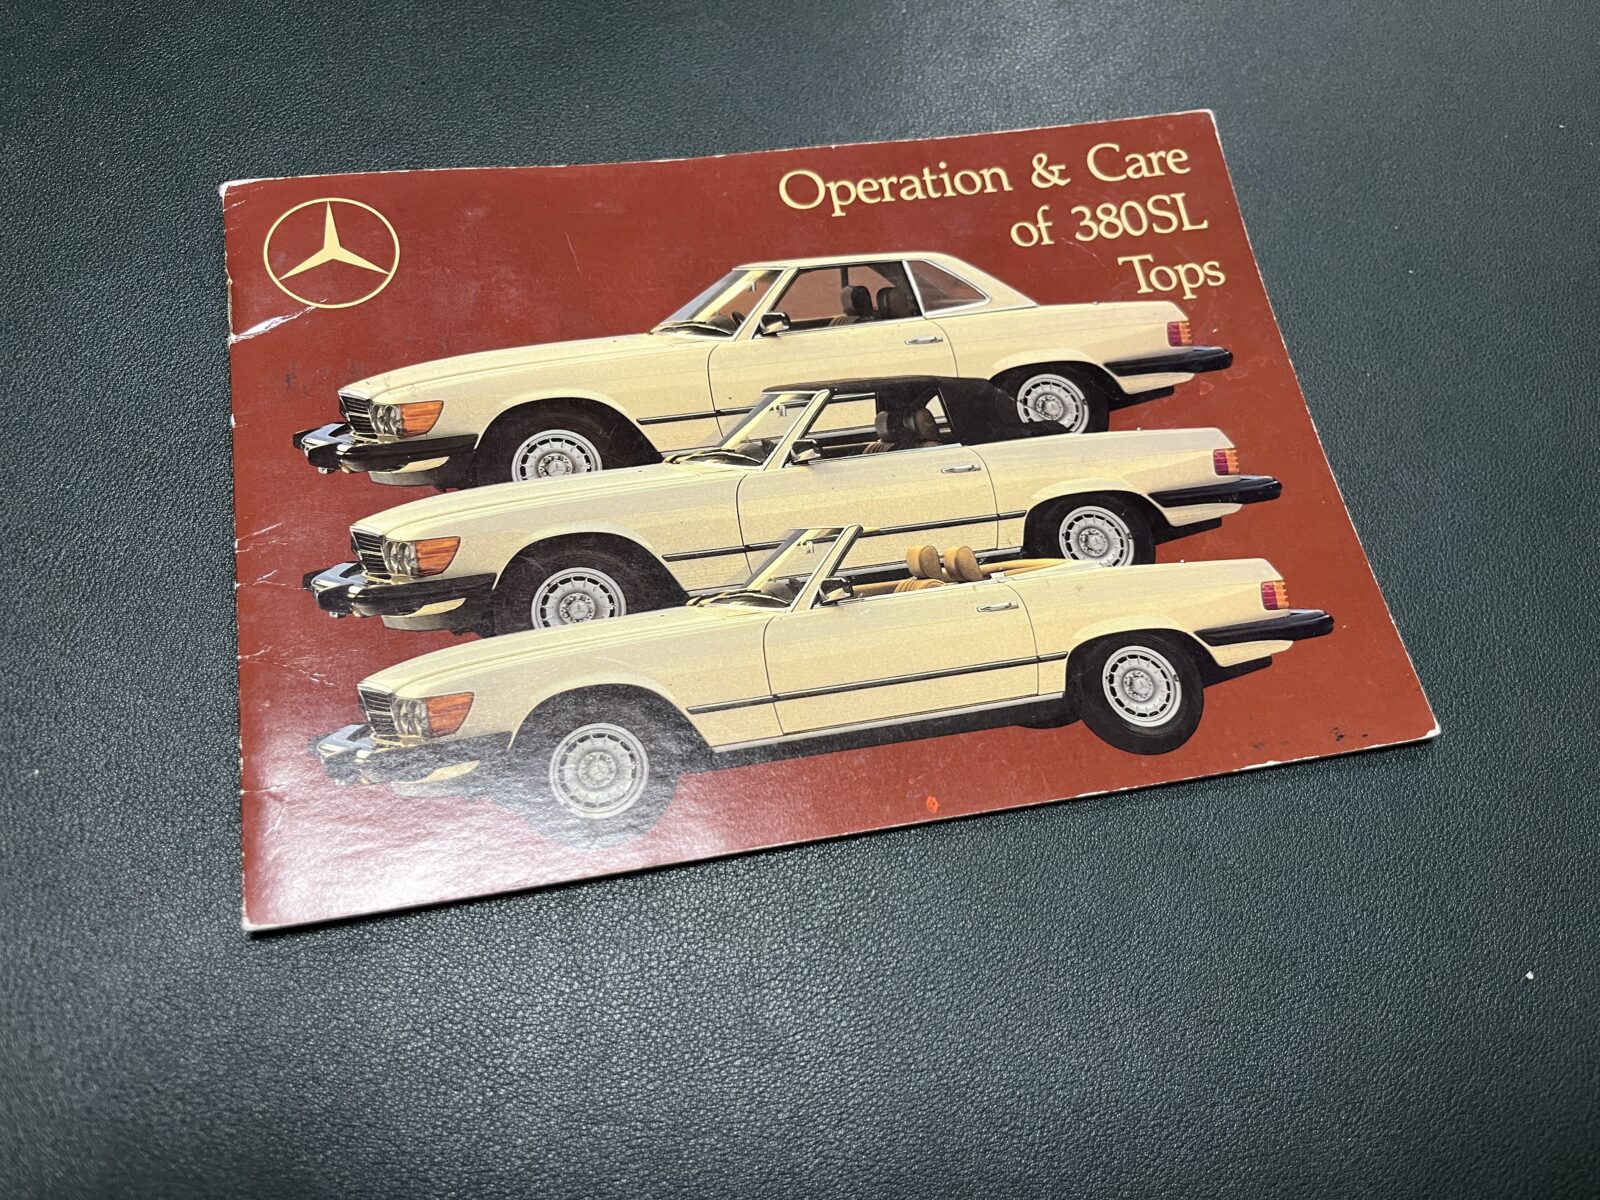 Operation & Care
of 380SL
Tops